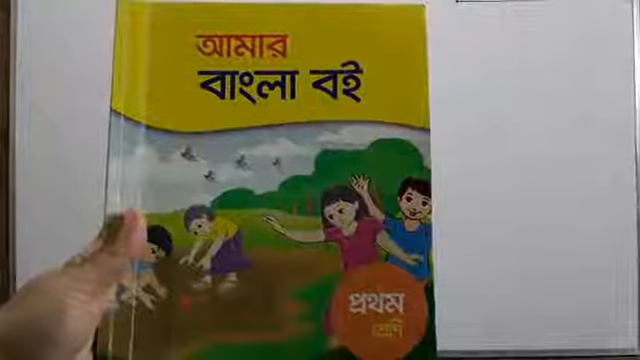 আমার
বাংলা বই
প্রথম
শ্রেণি